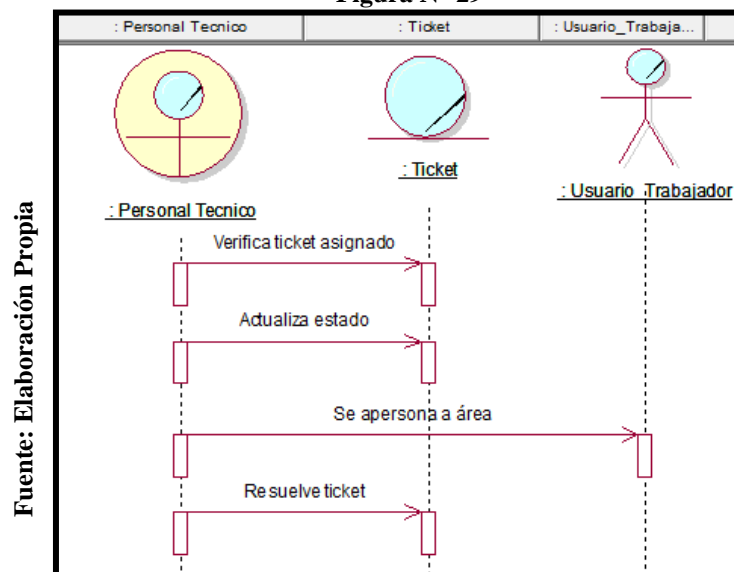 : Personal Tecnico
: Ticket
: Usuario_Trabaja...
: Ticket
: Usuario_Trabajador
: Personal Tecnico
Verifica ticket asignado
Actualiza estado
Se apersona a área
Resuelve ticket
Fuente: Elaboración Propia